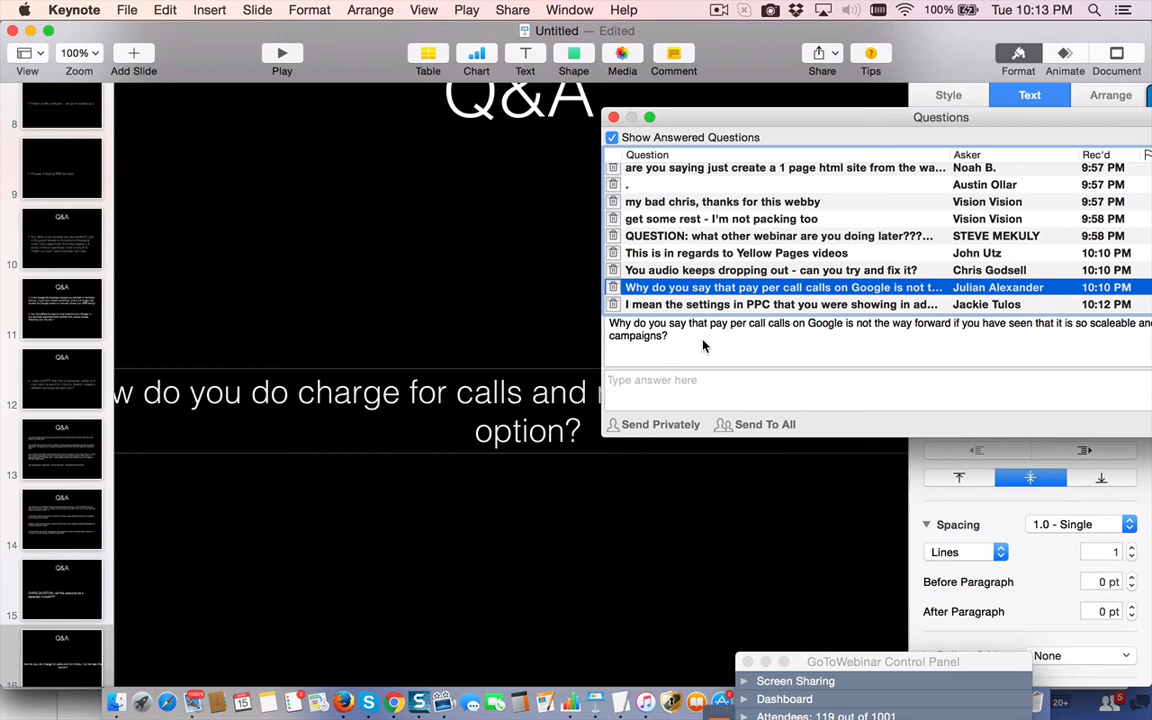 Keynote File Edit Insert Slide Format Arrange View Play Share Window Help 100% Tue 10:13 PM
Untitled — Edited
100%
View Zoom Add Slide Play Table Chart Text Shape Media Comment Share Tips Format Animate Document
Style Text Arrange
Q&A
Questions
Show Answered Questions
Question Asker Rec'd
are you saying just create a 1 page html site from the wa... Noah B. 9:57 PM
. Austin Ollar 9:57 PM
my bad chris, thanks for this webby Vision Vision 9:57 PM
get some rest - I'm not packing too Vision Vision 9:58 PM
QUESTION: what other webinar are you doing later???... STEVE MEKULY 9:58 PM
This is in regards to Yellow Pages videos John Utz 10:10 PM
You audio keeps dropping out - can you try and fix it? Chris Godsell 10:10 PM
Why do you say that pay per call calls on Google is not t... Julian Alexander 10:10 PM
I mean the settings in PPC that you were showing in ad... Jackie Tulos 10:12 PM
Why do you say that pay per call calls on Google is not the way forward if you have seen that it is so scaleable and
campaigns?
Type answer here
Send Privately Send To All
w do you do charge for calls and
option?
8
9
Q&A
10
Q&A
11
Q&A
12
Q&A
13
Q&A
14
Q&A
15
Q&A
16
Spacing 1.0 - Single
Lines 1
Before Paragraph 0 pt
After Paragraph 0 pt
None
GoToWebinar Control Panel
Screen Sharing
Dashboard
Attendees: 119 out of 1001
15
20+
5